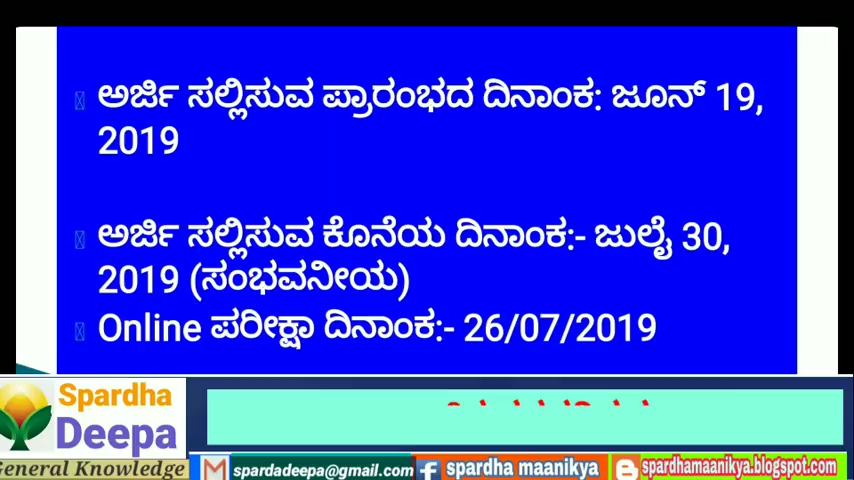 ಅರ್ಜಿ ಸಲ್ಲಿಸುವ ಪ್ರಾರಂಭದ ದಿನಾಂಕ: ಜೂನ್ 19,
2019
ಅರ್ಜಿ ಸಲ್ಲಿಸುವ ಕೊನೆಯ ದಿನಾಂಕ:- ಜುಲೈ 30,
2019 (ಸಂಭವನೀಯ)
Online ಪರೀಕ್ಷಾ ದಿನಾಂಕ:- 26/07/2019
Spardha
Deepa
General Knowledge
spardadeepa@gmail.com
spardha maanikya
spardhamaanikya.blogspot.com